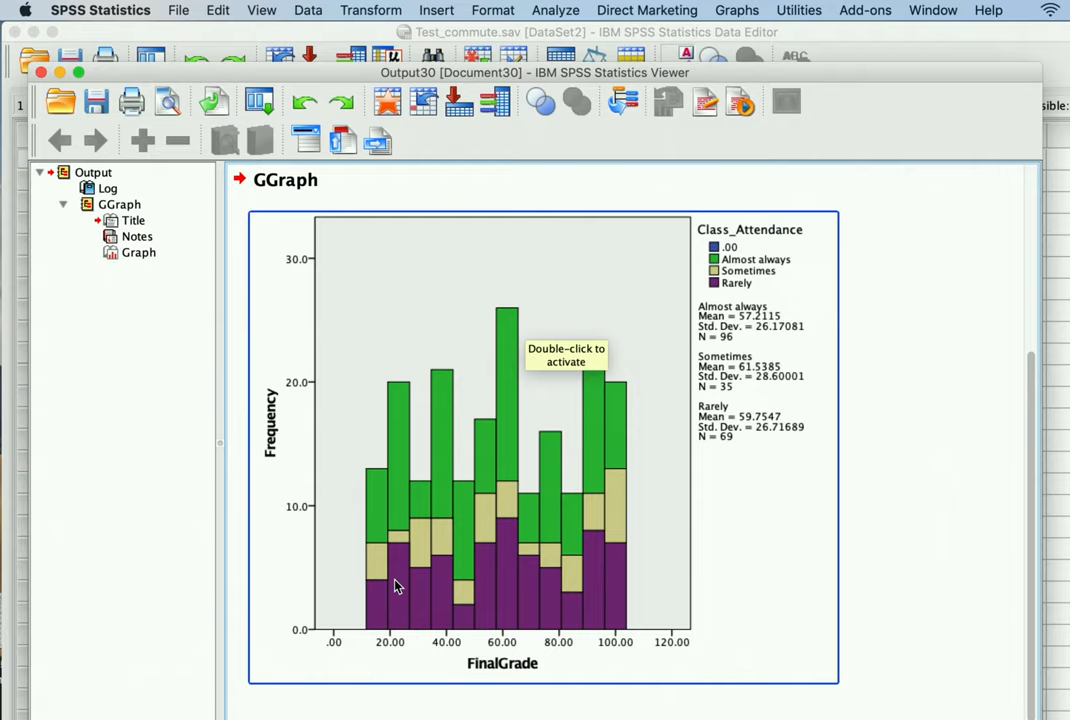 SPSS Statistics File Edit View Data Transform Insert Format Analyze Direct Marketing Graphs Utilities Add-ons Window Help
Test_commute.sav [DataSet2] - IBM SPSS Statistics Data Editor
Output30 [Document30] - IBM SPSS Statistics Viewer
1
sible:
Output
Log
GGraph
Title
Notes
Graph
GGraph
30.0
20.0
10.0
0.0
Frequency
.00 20.00 40.00 60.00 80.00 100.00 120.00
FinalGrade
Double-click to
activate
Class_Attendance
.00
Almost always
Sometimes
Rarely
Almost always
Mean = 57.2115
Std. Dev. = 26.17081
N = 96
Sometimes
Mean = 61.5385
Std. Dev. = 28.60001
N = 35
Rarely
Mean = 59.7547
Std. Dev. = 26.71689
N = 69